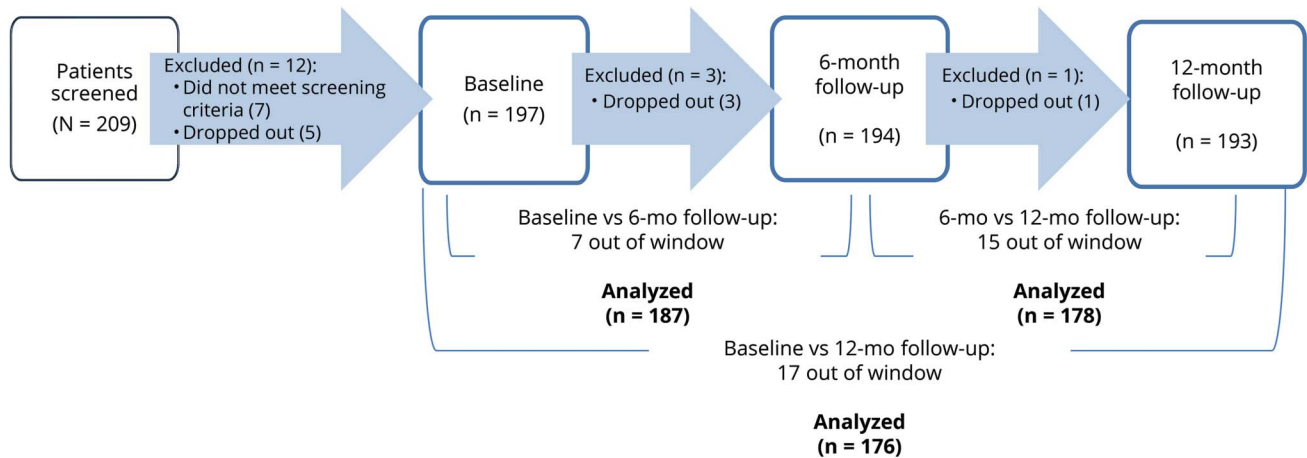 Patients
screened
(N = 209)
Excluded (n = 12):
• Did not meet screening
criteria (7)
• Dropped out (5)
Baseline
(n = 197)
Excluded (n = 3):
• Dropped out (3)
6-month
follow-up
(n = 194)
Excluded (n = 1):
• Dropped out (1)
12-month
follow-up
(n = 193)
Baseline vs 6-mo follow-up:
7 out of window
Analyzed
(n = 187)
6-mo vs 12-mo follow-up:
15 out of window
Analyzed
(n = 178)
Baseline vs 12-mo follow-up:
17 out of window
Analyzed
(n = 176)